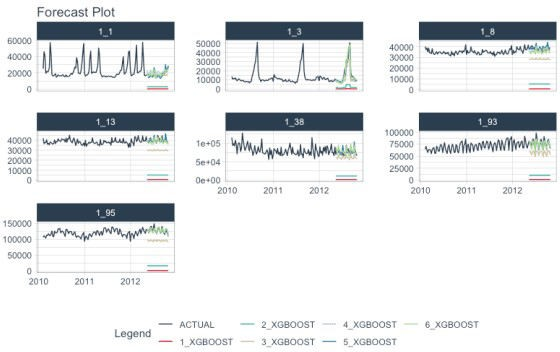 Forecast Plot
1_1 1_3 1_8
60000 50000 40000
40000 40000 30000
30000 20000
20000 20000 10000
0 10000 0
0
1_13 1_38 1_93
40000 1e+05 100000
30000 75000
20000 5e+04 50000
10000 25000
0 0e+00 0
2010 2011 2012 2010 2011 2012
1_95
150000
100000
50000
0
2010 2011 2012
Legend
ACTUAL 2_XGBOOST 4_XGBOOST 6_XGBOOST
1_XGBOOST 3_XGBOOST 5_XGBOOST